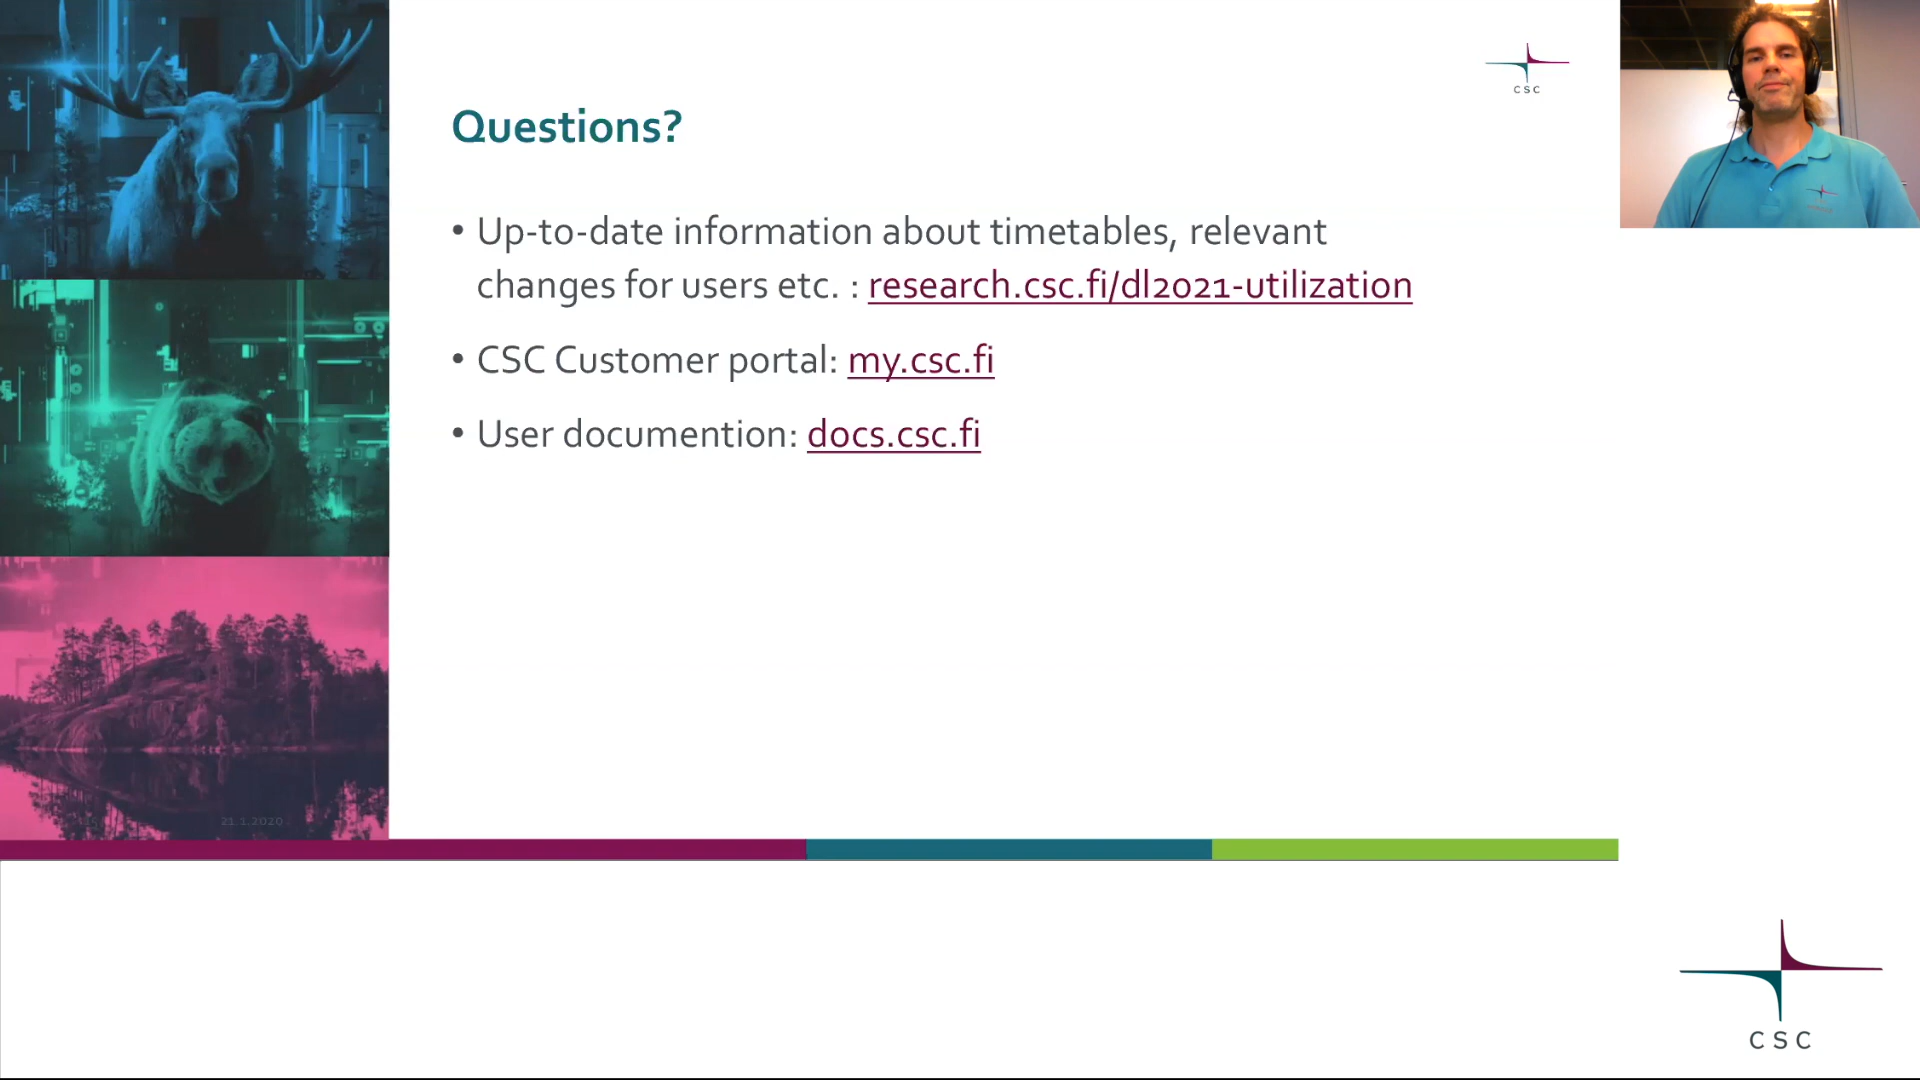 CSC
Questions?
• Up-to-date information about timetables, relevant
changes for users etc. : research.csc.fi/dl2021-utilization
• CSC Customer portal: my.csc.fi
• User documention: docs.csc.fi
21.1.2020
CSC